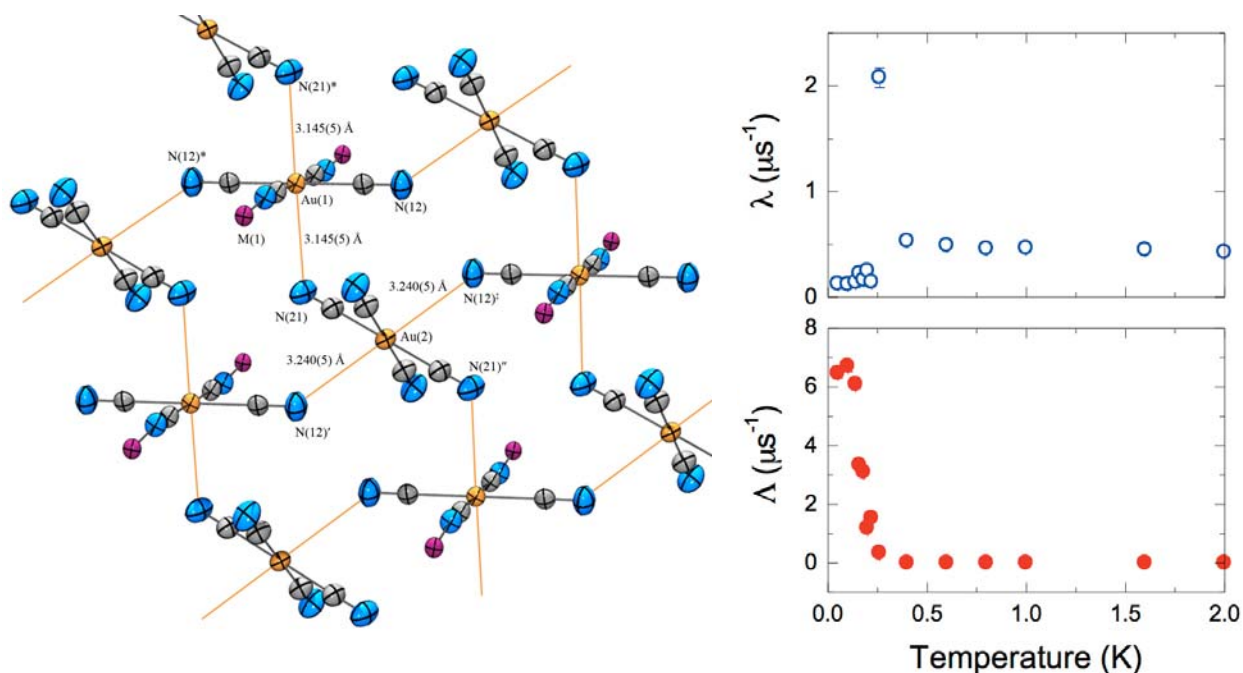 N(21)*
3.145(5) Å
N(12)*
Au(1)
N(12)
M(1)
3.145(5) Å
3.240(5) Å
N(12)‡
N(21)
Au(2)
3.240(5) Å
N(21)"
N(12)'
λ (μs⁻¹)
2
1
0
Λ (μs⁻¹)
8
6
4
2
0
0.0 0.5 1.0 1.5 2.0
Temperature (K)